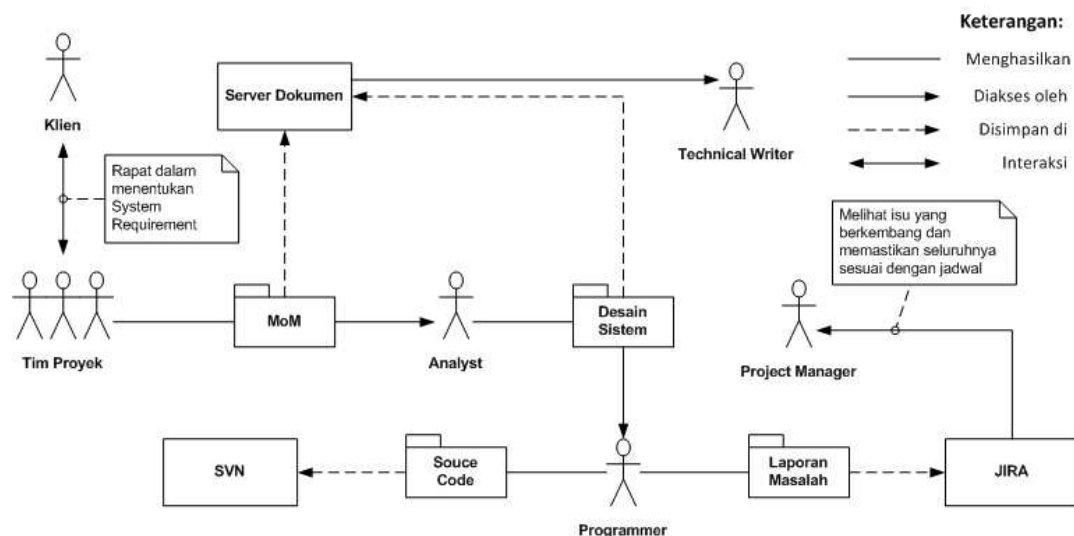 Keterangan:
Menghasilkan
Diakses oleh
Disimpan di
Interaksi
Klien
Server Dokumen
Technical Writer
Rapat dalam
menentukan
System
Requirement
Melihat isu yang
berkembang dan
memastikan seluruhnya
sesuai dengan jadwal
Tim Proyek
MoM
Analyst
Desain
Sistem
Project Manager
SVN
Souce
Code
Programmer
Laporan
Masalah
JIRA